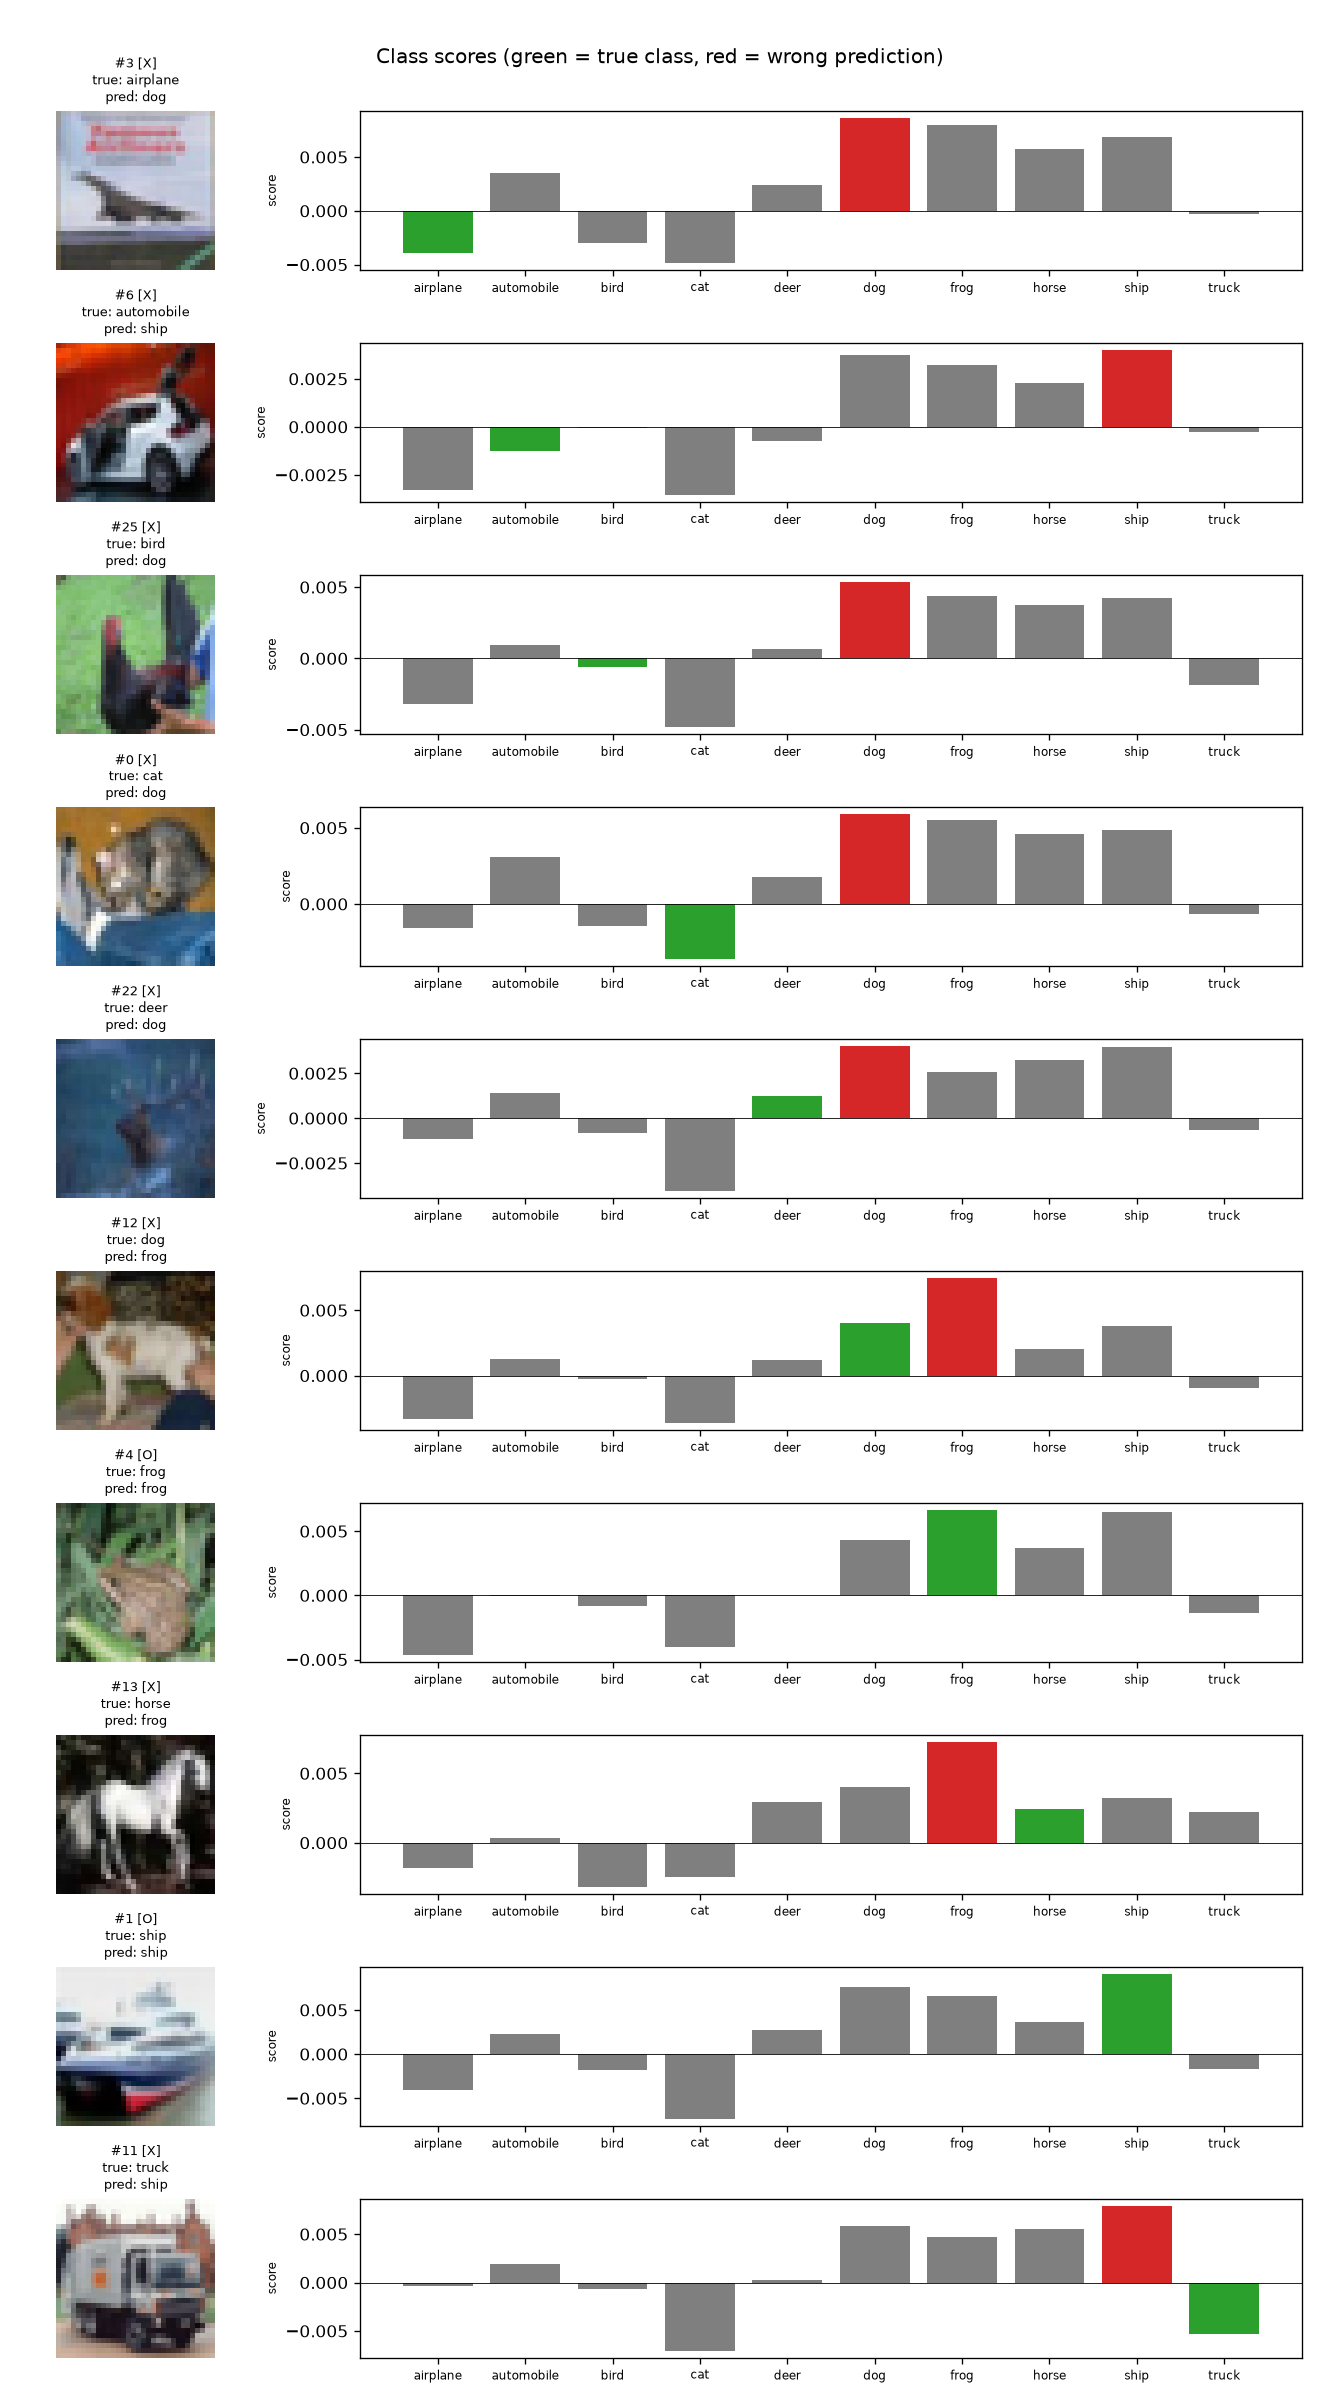 Class scores (green = true class, red = wrong prediction)
#3 [X]
true: airplane
pred: dog
score
0.005
0.000
−0.005
airplane automobile bird cat deer dog frog horse ship truck
#6 [X]
true: automobile
pred: ship
score
0.0025
0.0000
−0.0025
airplane automobile bird cat deer dog frog horse ship truck
#25 [X]
true: bird
pred: dog
score
0.005
0.000
−0.005
airplane automobile bird cat deer dog frog horse ship truck
#0 [X]
true: cat
pred: dog
score
0.005
0.000
airplane automobile bird cat deer dog frog horse ship truck
#22 [X]
true: deer
pred: dog
score
0.0025
0.0000
−0.0025
airplane automobile bird cat deer dog frog horse ship truck
#12 [X]
true: dog
pred: frog
score
0.005
0.000
airplane automobile bird cat deer dog frog horse ship truck
#4 [O]
true: frog
pred: frog
score
0.005
0.000
−0.005
airplane automobile bird cat deer dog frog horse ship truck
#13 [X]
true: horse
pred: frog
score
0.005
0.000
airplane automobile bird cat deer dog frog horse ship truck
#1 [O]
true: ship
pred: ship
score
0.005
0.000
−0.005
airplane automobile bird cat deer dog frog horse ship truck
#11 [X]
true: truck
pred: ship
score
0.005
0.000
−0.005
airplane automobile bird cat deer dog frog horse ship truck